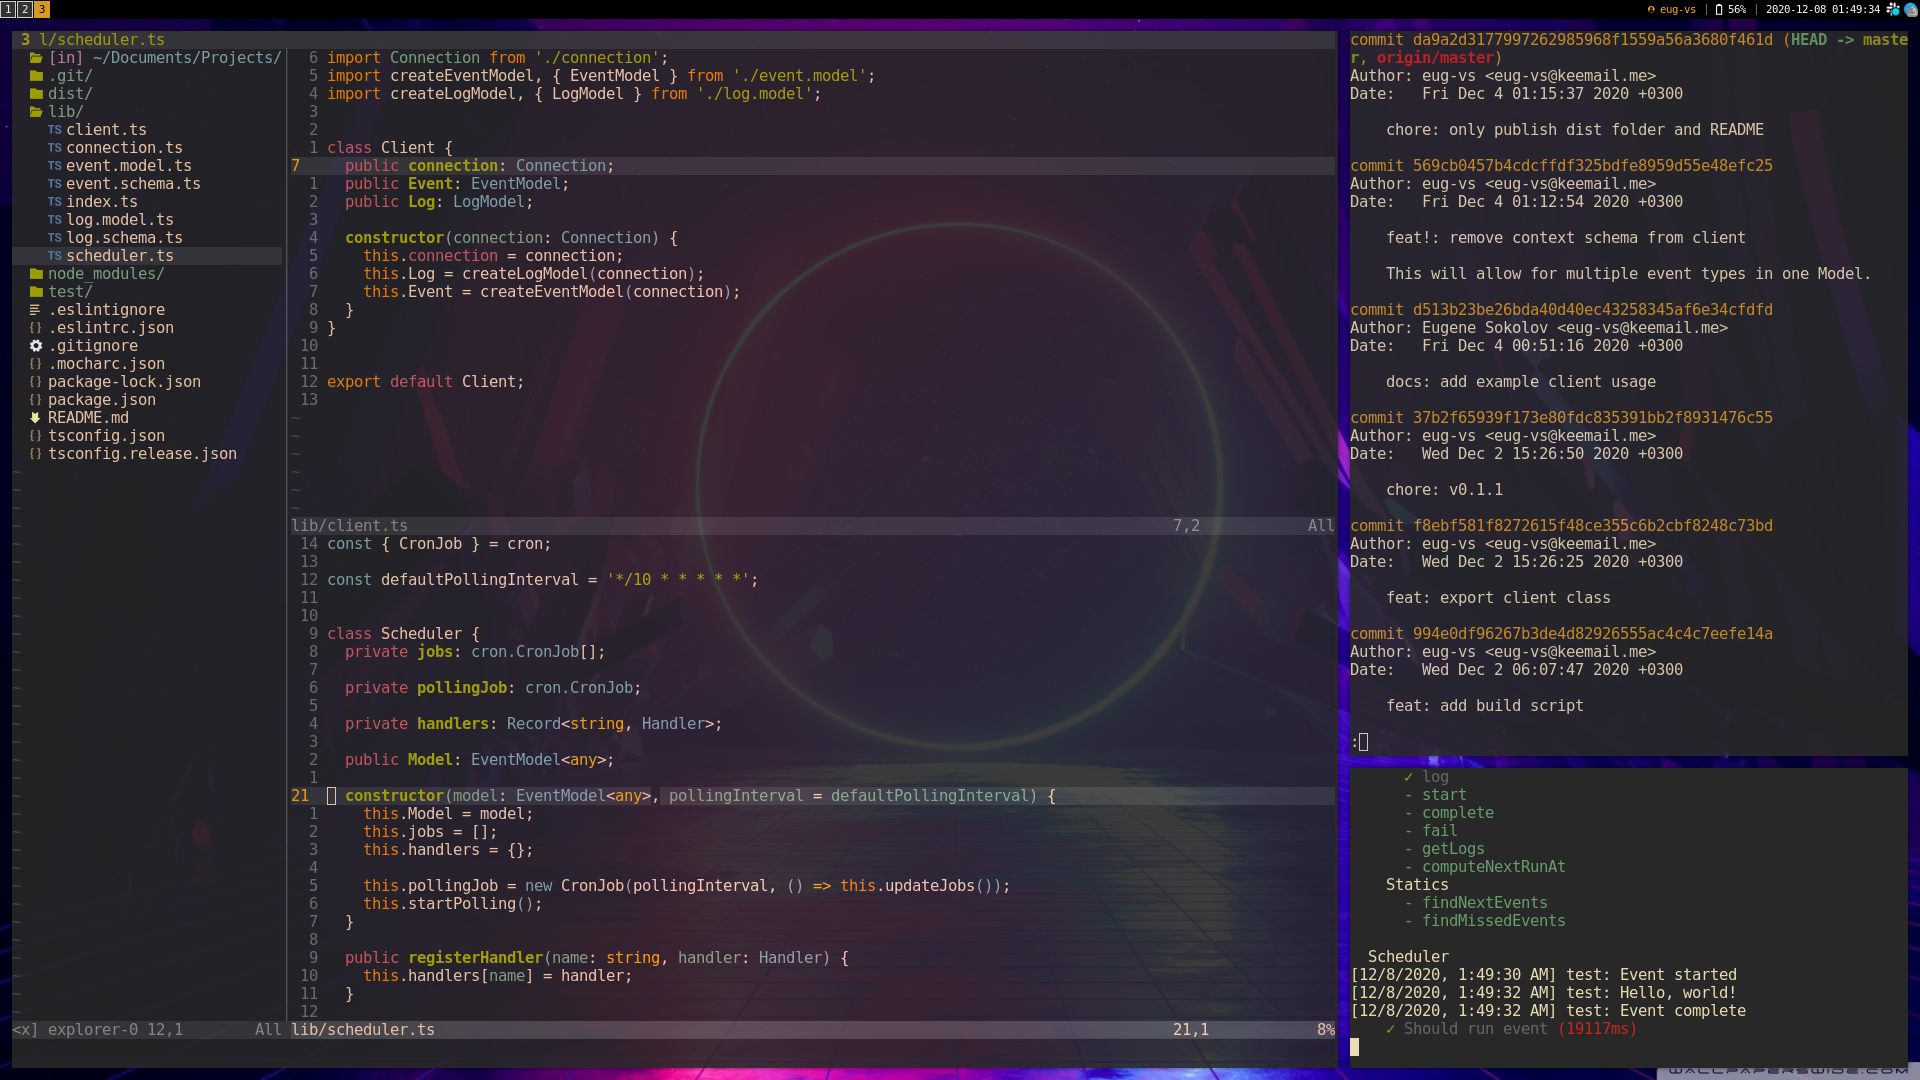 1 2 3
eug-vs | 56% | 2020-12-08 01:49:34
3 l/scheduler.ts
[in] ~/Documents/Projects/
.git/
dist/
lib/
TS client.ts
TS connection.ts
TS event.model.ts
TS event.schema.ts
TS index.ts
TS log.model.ts
TS log.schema.ts
TS scheduler.ts
node_modules/
test/
.eslintignore
{} .eslintrc.json
.gitignore
{} .mocharc.json
{} package-lock.json
{} package.json
README.md
{} tsconfig.json
{} tsconfig.release.json
<x] explorer-0 12,1 All
6 import Connection from './connection';
5 import createEventModel, { EventModel } from './event.model';
4 import createLogModel, { LogModel } from './log.model';
3
2
1 class Client {
7 public connection: Connection;
1 public Event: EventModel;
2 public Log: LogModel;
3
4 constructor(connection: Connection) {
5 this.connection = connection;
6 this.Log = createLogModel(connection);
7 this.Event = createEventModel(connection);
8 }
9 }
10
11
12 export default Client;
13
~
~
~
~
~
~
lib/client.ts 7,2 All
14 const { CronJob } = cron;
13
12 const defaultPollingInterval = '*/10 * * * * *';
11
10
9 class Scheduler {
8 private jobs: cron.CronJob[];
7
6 private pollingJob: cron.CronJob;
5
4 private handlers: Record<string, Handler>;
3
2 public Model: EventModel<any>;
1
21 constructor(model: EventModel<any>, pollingInterval = defaultPollingInterval) {
1 this.Model = model;
2 this.jobs = [];
3 this.handlers = {};
4
5 this.pollingJob = new CronJob(pollingInterval, () => this.updateJobs());
6 this.startPolling();
7 }
8
9 public registerHandler(name: string, handler: Handler) {
10 this.handlers[name] = handler;
11 }
12
lib/scheduler.ts 21,1 8%
commit da9a2d3177997262985968f1559a56a3680f461d (HEAD -> maste
r, origin/master)
Author: eug-vs <eug-vs@keemail.me>
Date: Fri Dec 4 01:15:37 2020 +0300
chore: only publish dist folder and README
commit 569cb0457b4cdcffdf325bdfe8959d55e48efc25
Author: eug-vs <eug-vs@keemail.me>
Date: Fri Dec 4 01:12:54 2020 +0300
feat!: remove context schema from client
This will allow for multiple event types in one Model.
commit d513b23be26bda40d40ec43258345af6e34cfdfd
Author: Eugene Sokolov <eug-vs@keemail.me>
Date: Fri Dec 4 00:51:16 2020 +0300
docs: add example client usage
commit 37b2f65939f173e80fdc835391bb2f8931476c55
Author: eug-vs <eug-vs@keemail.me>
Date: Wed Dec 2 15:26:50 2020 +0300
chore: v0.1.1
commit f8ebf581f8272615f48ce355c6b2cbf8248c73bd
Author: eug-vs <eug-vs@keemail.me>
Date: Wed Dec 2 15:26:25 2020 +0300
feat: export client class
commit 994e0df96267b3de4d82926555ac4c4c7eefe14a
Author: eug-vs <eug-vs@keemail.me>
Date: Wed Dec 2 06:07:47 2020 +0300
feat: add build script
:
✓ log
- start
- complete
- fail
- getLogs
- computeNextRunAt
Statics
- findNextEvents
- findMissedEvents
Scheduler
[12/8/2020, 1:49:30 AM] test: Event started
[12/8/2020, 1:49:32 AM] test: Hello, world!
[12/8/2020, 1:49:32 AM] test: Event complete
✓ Should run event (19117ms)